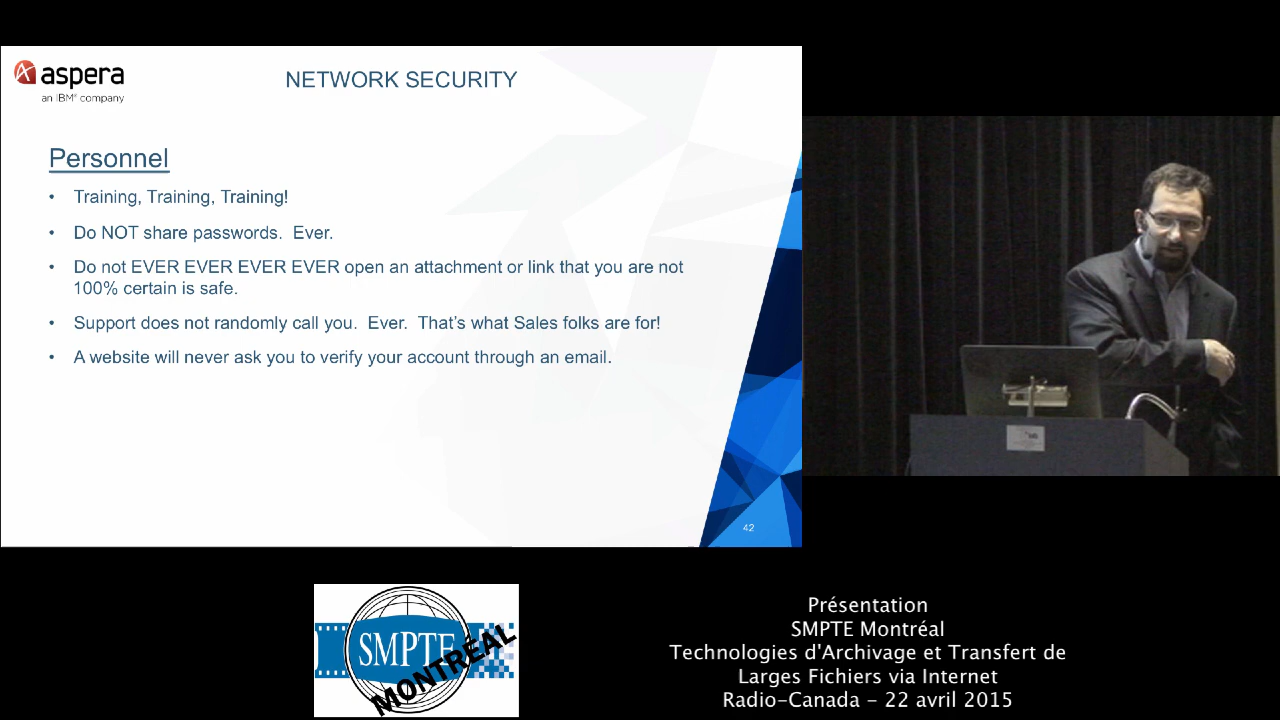 aspera
an IBM® company
NETWORK SECURITY
Personnel
• Training, Training, Training!
• Do NOT share passwords.  Ever.
• Do not EVER EVER EVER EVER open an attachment or link that you are not
100% certain is safe.
• Support does not randomly call you.  Ever.  That's what Sales folks are for!
• A website will never ask you to verify your account through an email.
42
SMPTE
MONTRÉAL
Présentation
SMPTE Montréal
Technologies d'Archivage et Transfert de
Larges Fichiers via Internet
Radio-Canada - 22 avril 2015